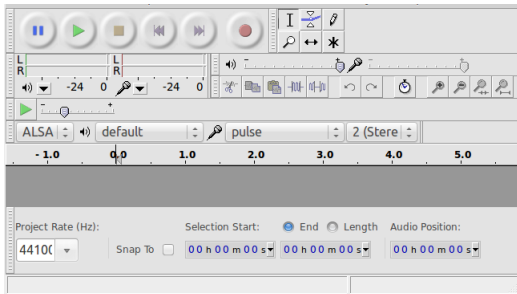 L
R
L
R
-24 0
-24 0
ALSA
default
pulse
2 (Stere
- 1.0 0.0 1.0 2.0 3.0 4.0 5.0
Project Rate (Hz):
Selection Start:
End
Length
Audio Position:
4410(
Snap To
00 h 00 m 00 s
00 h 00 m 00 s
00 h 00 m 00 s